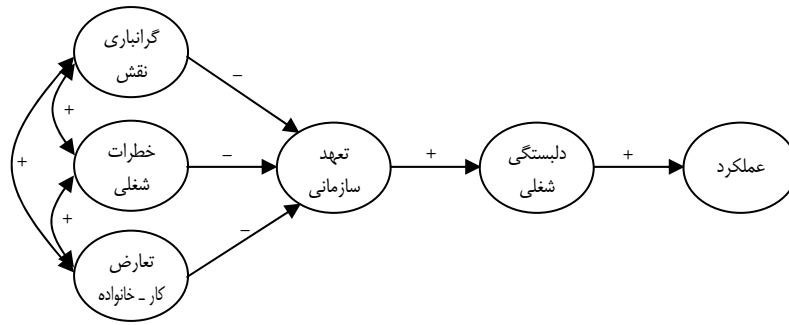 گرانباری
نقش
خطرات
شغلی
تعارض
کار ـ خانواده
تعهد
سازمانی
دلبستگی
شغلی
عملکرد
+
+
+
−
−
−
+
+